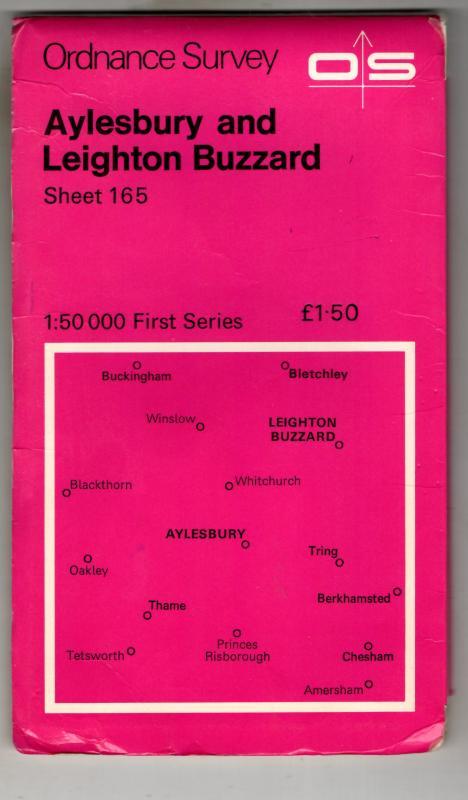 Ordnance Survey
OS
Aylesbury and
Leighton Buzzard
Sheet 165
1:50 000 First Series £1·50
Buckingham
Bletchley
Winslow
LEIGHTON
BUZZARD
Blackthorn
Whitchurch
AYLESBURY
Tring
Oakley
Berkhamsted
Thame
Princes
Risborough
Tetsworth
Chesham
Amersham